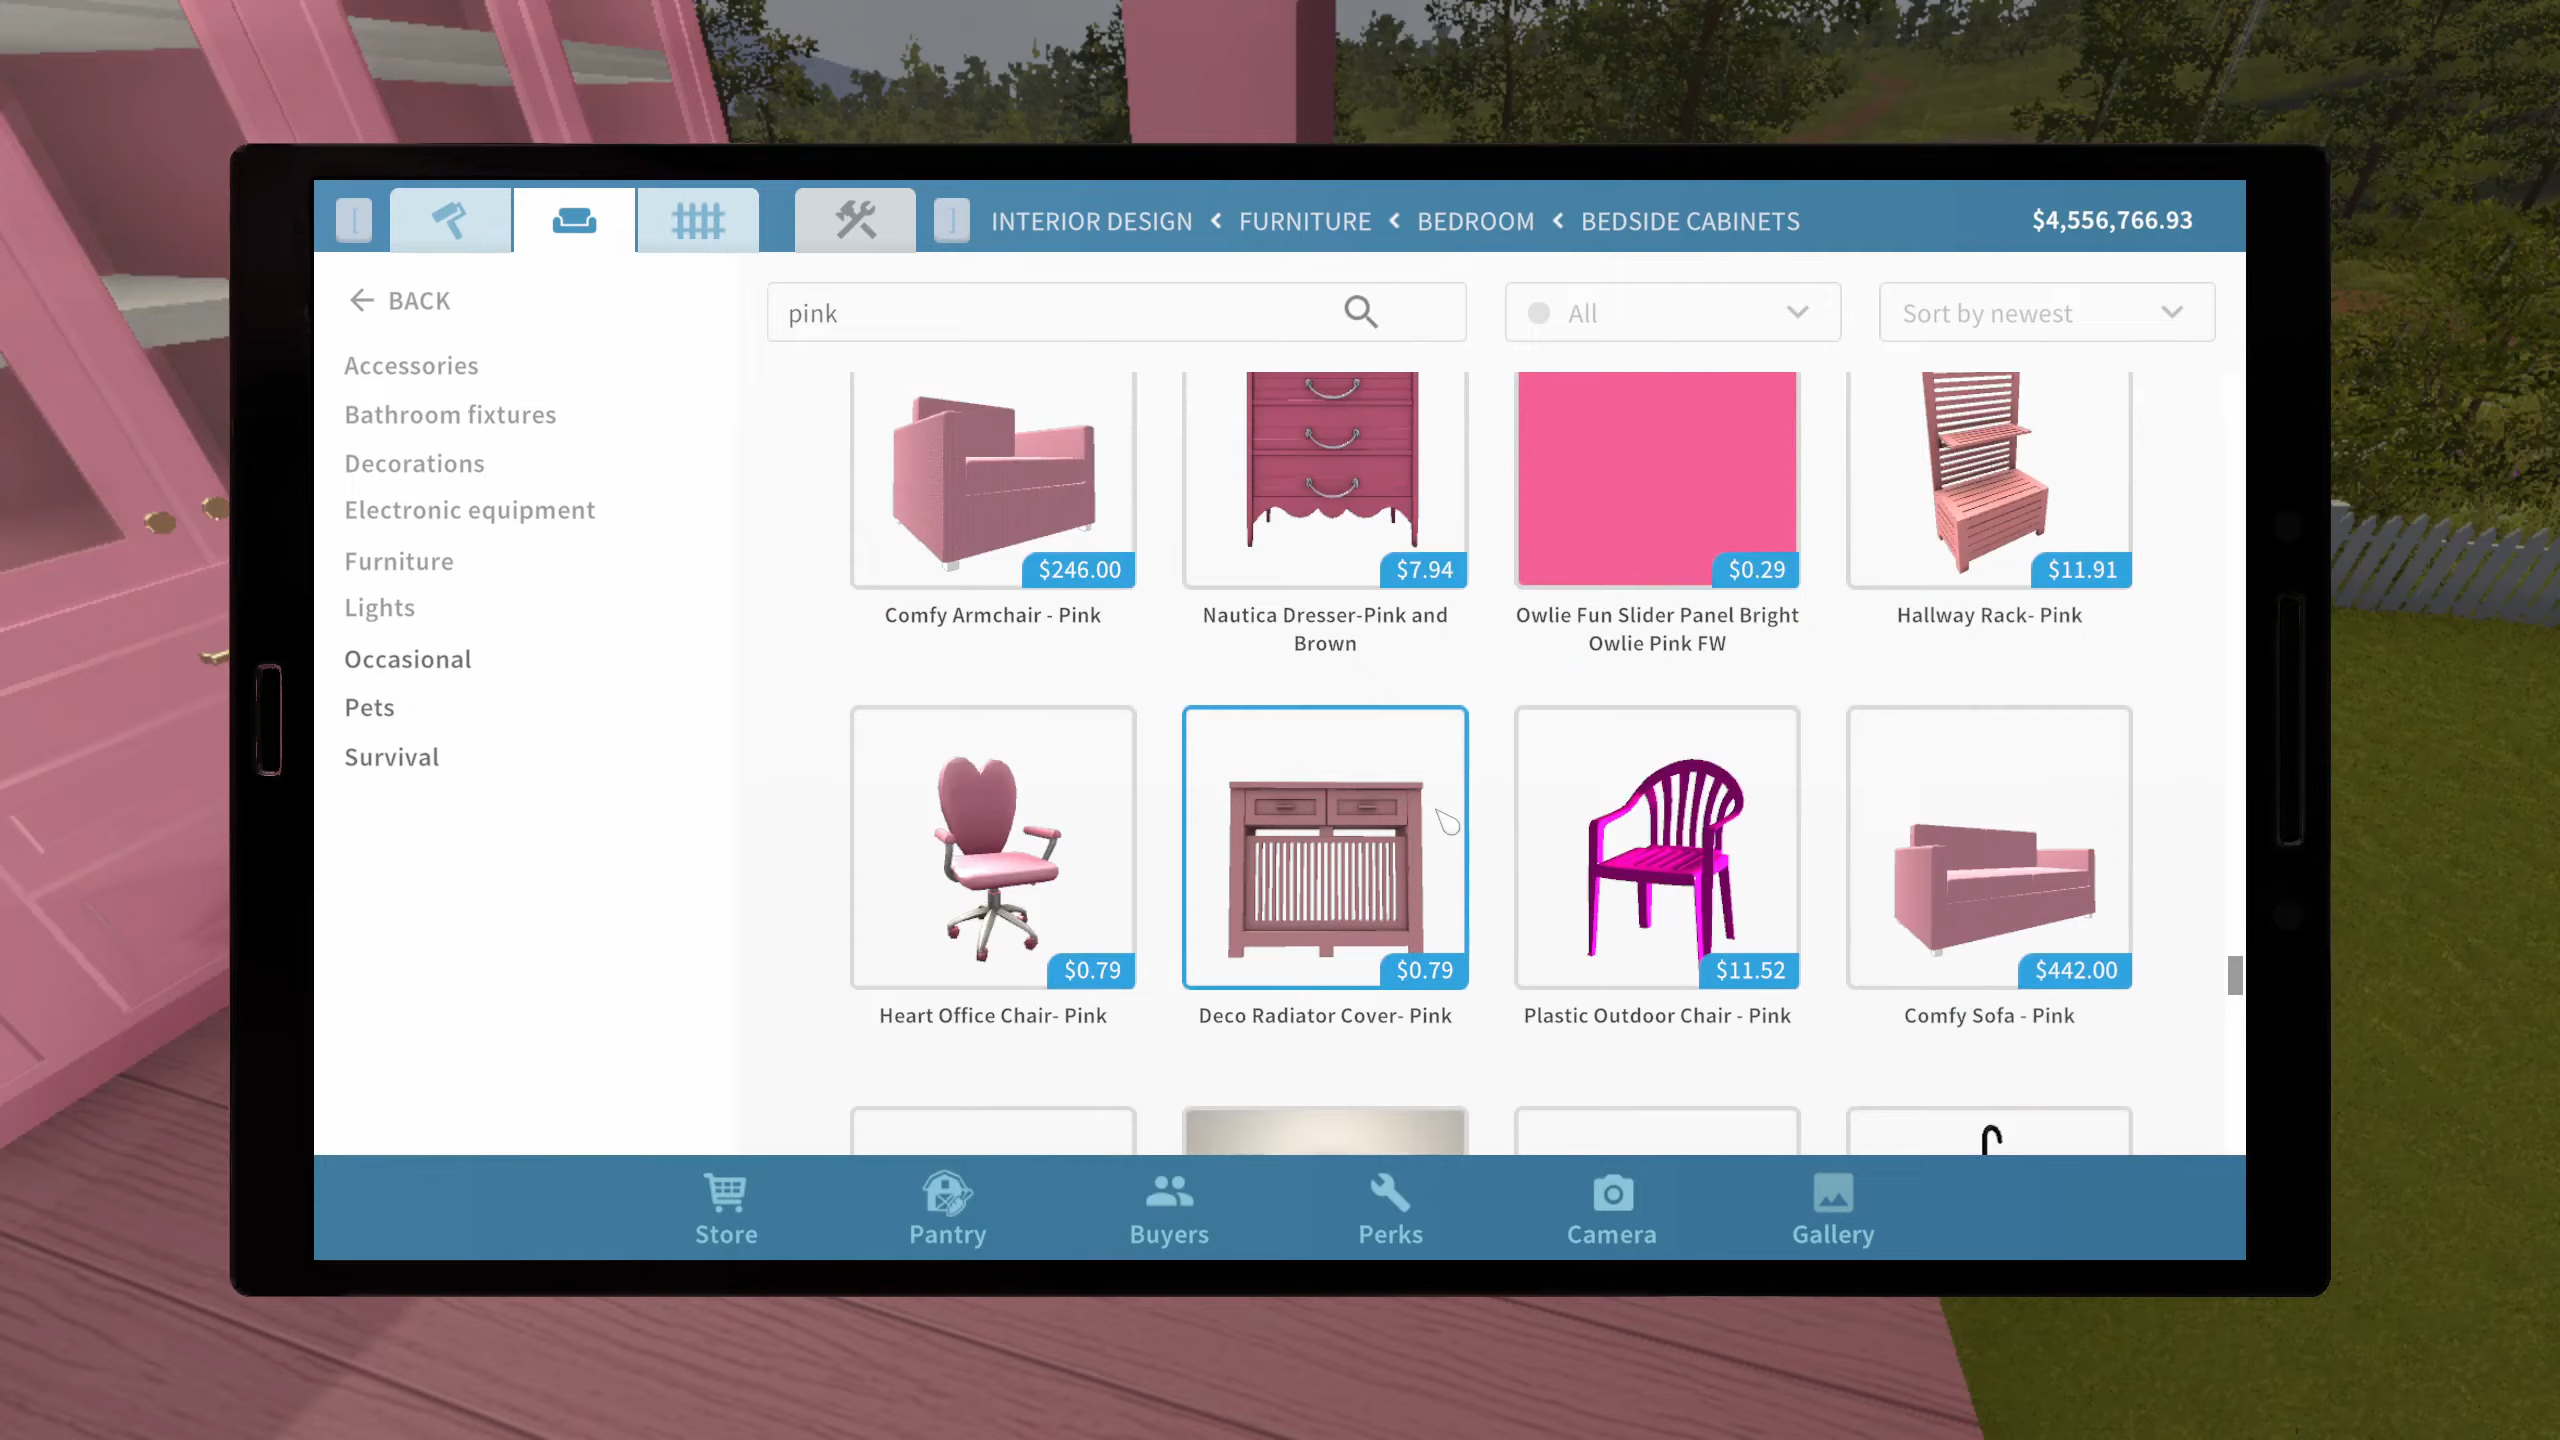 [
]
INTERIOR DESIGN < FURNITURE < BEDROOM < BEDSIDE CABINETS
$4,556,766.93
BACK
Accessories
Bathroom fixtures
Decorations
Electronic equipment
Furniture
Lights
Occasional
Pets
Survival
pink
All
Sort by newest
$246.00
$7.94
$0.29
$11.91
Comfy Armchair - Pink
Nautica Dresser-Pink and
Brown
Owlie Fun Slider Panel Bright
Owlie Pink FW
Hallway Rack- Pink
$0.79
$0.79
$11.52
$442.00
Heart Office Chair- Pink
Deco Radiator Cover- Pink
Plastic Outdoor Chair - Pink
Comfy Sofa - Pink
Store
Pantry
Buyers
Perks
Camera
Gallery